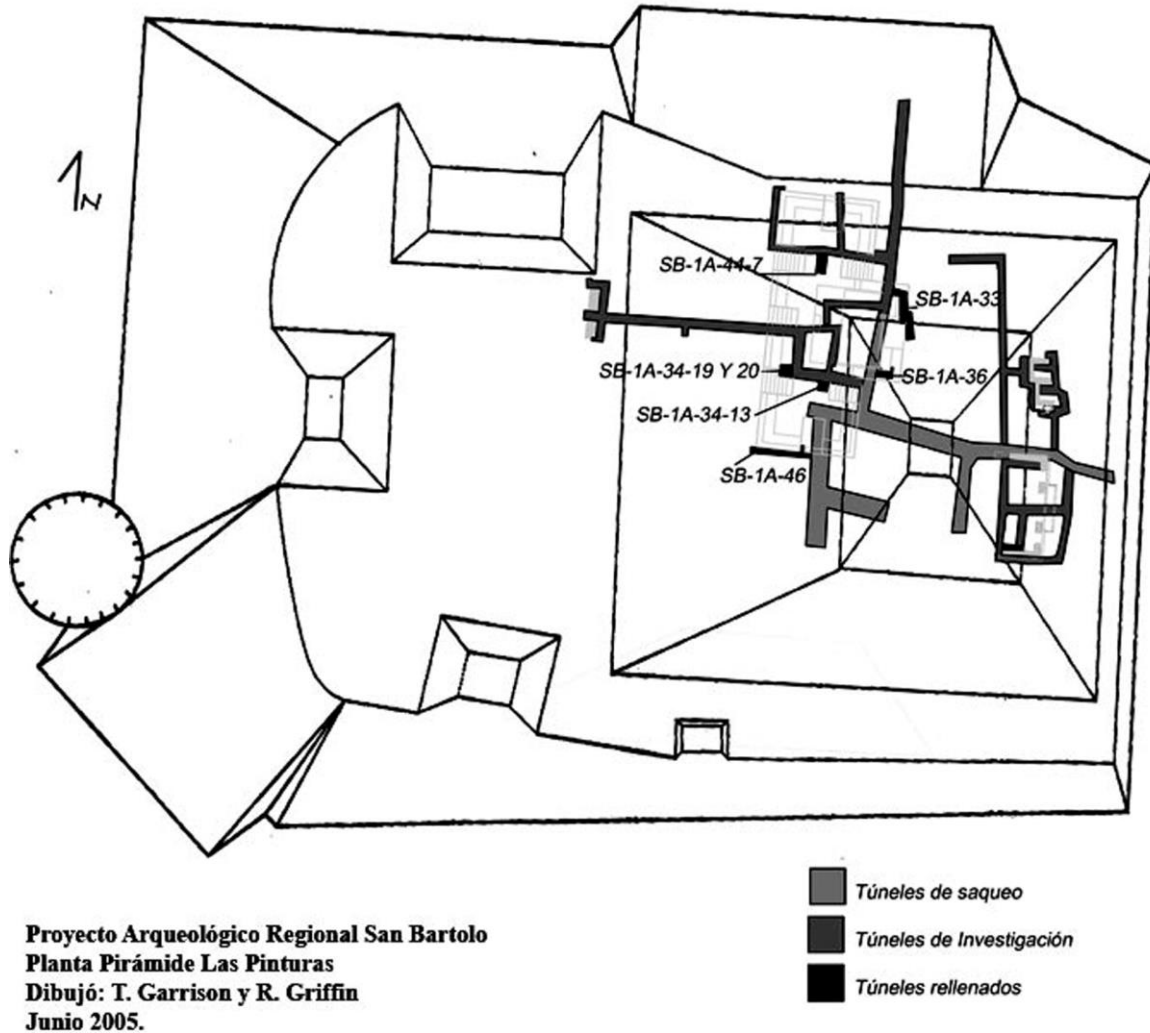 N
SB-1A-44-7
SB-1A-33
SB-1A-34-19 Y 20
SB-1A-36
SB-1A-34-13
SB-1A-46
Túneles de saqueo
Túneles de Investigación
Túneles rellenados
Proyecto Arqueológico Regional San Bartolo
Planta Pirámide Las Pinturas
Dibujó: T. Garrison y R. Griffin
Junio 2005.